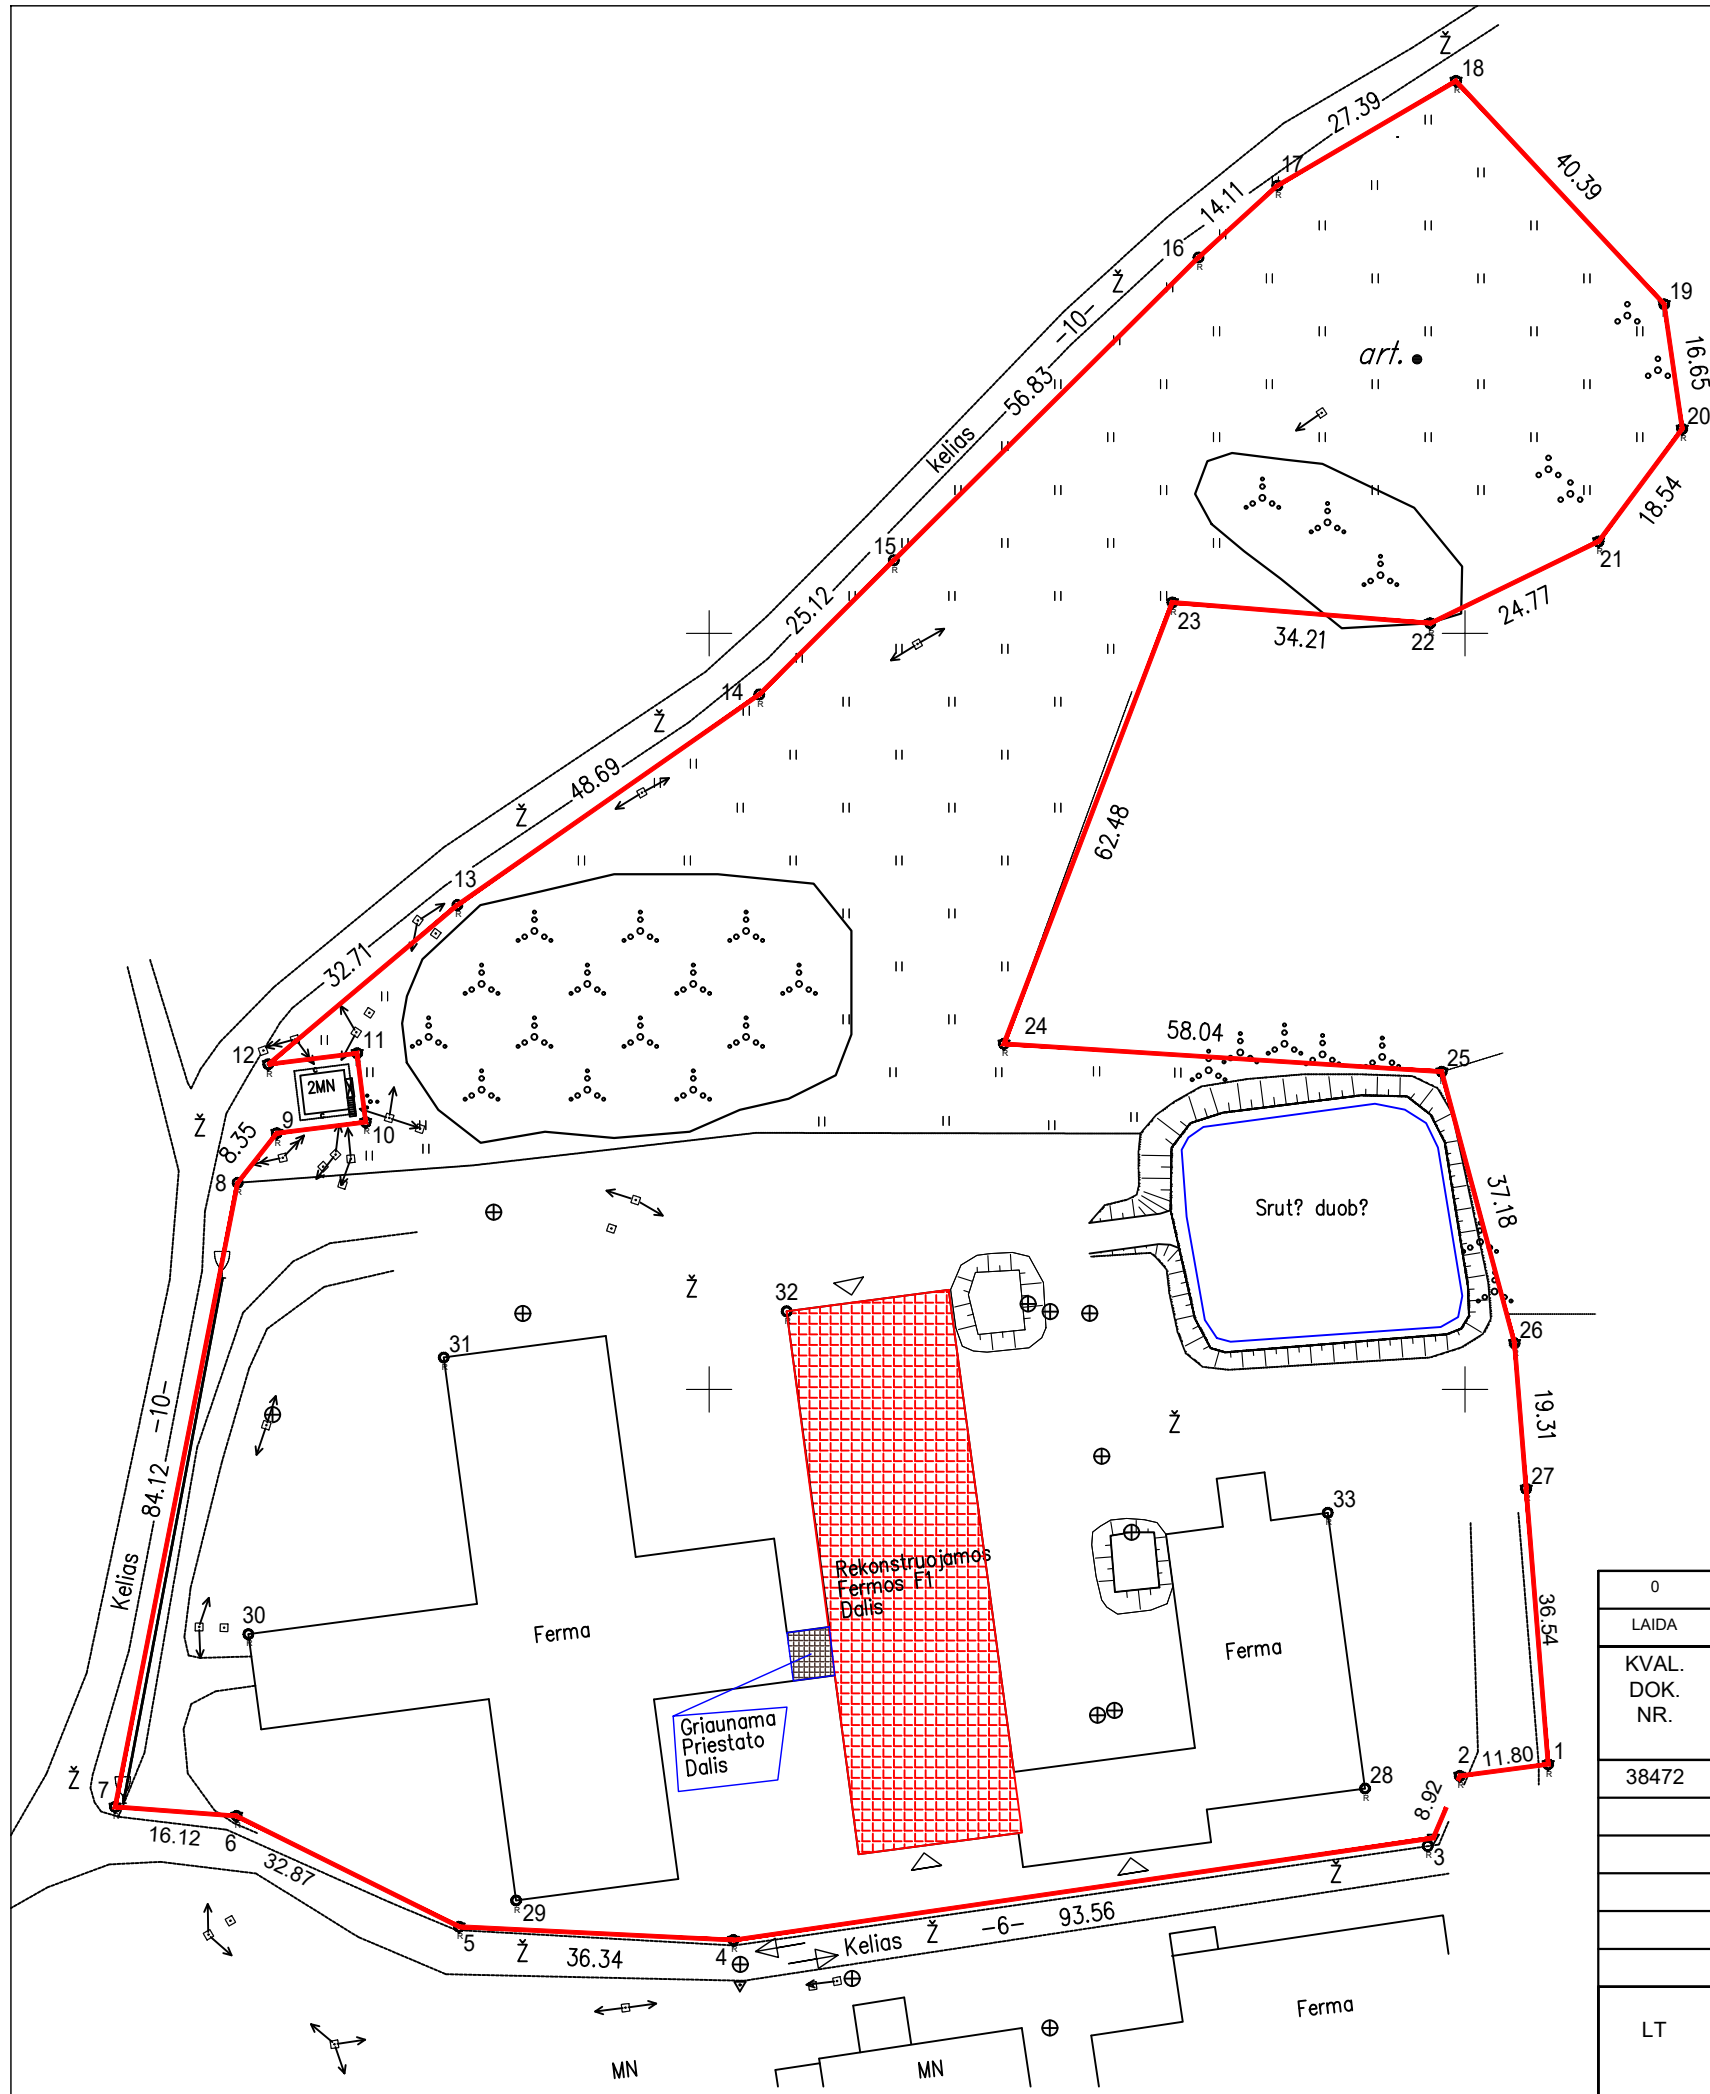 Ž
18
27.39
17
40.39
14.11
16
Ž
19
-10-
16.65
art.
56.83
20
kelias
18.54
15
21
25.12
24.77
23
34.21
22
14
Ž
48.69
62.48
Ž
13
32.71
24
58.04
25
12
11
2MN
Ž
9
10
8.35
8
37.18
Srut? duob?
Ž
32
26
31
-10-
Ž
19.31
84.12
27
33
Kelias
Rekonstruojamos
Fermos F1
Dalis
36.54
0
30
LAIDA
Ferma
Ferma
KVAL.
DOK.
NR.
Griaunama
Priestato
Dalis
2
11.80
1
Ž
7
28
38472
8.92
16.12
6
3
32.87
Ž
29
5
Ž
36.34
4
Kelias
Ž
-6-
93.56
Ferma
LT
MN
MN